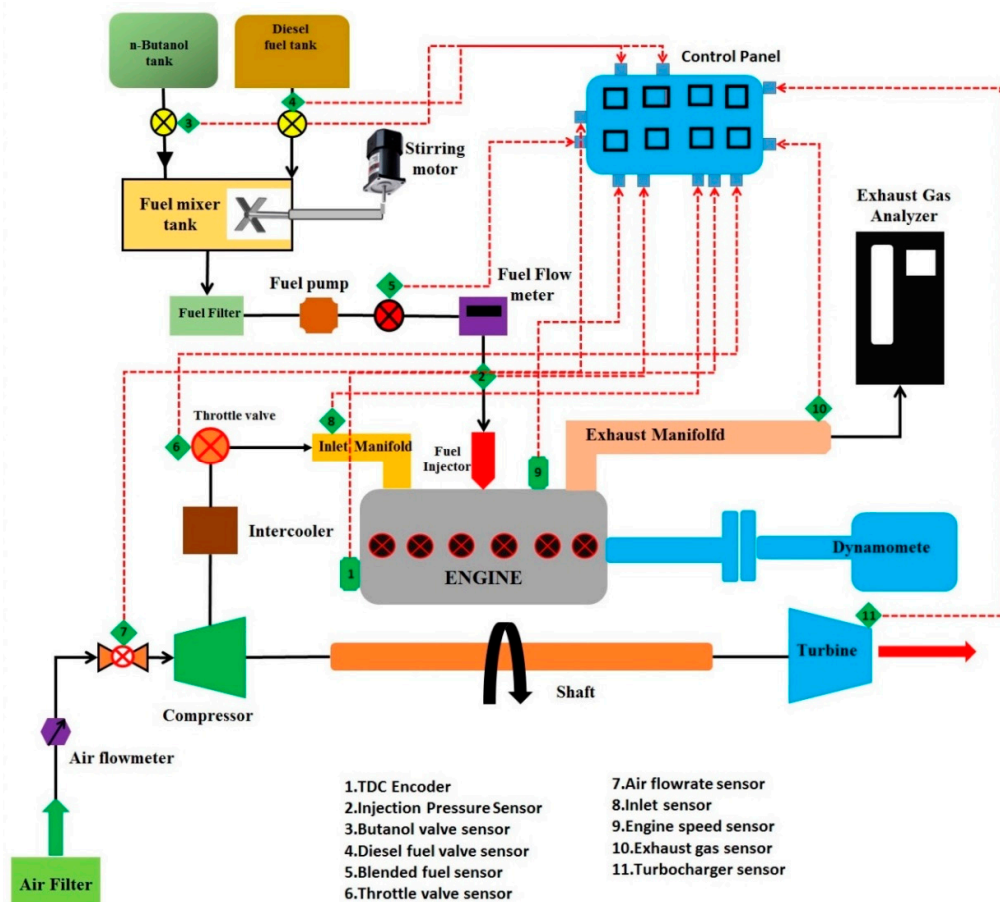 n-Butanol
tank
Diesel
fuel tank
Control Panel
3
4
Stirring
motor
Fuel mixer
tank
Exhaust Gas
Analyzer
Fuel pump
5
Fuel Flow
meter
Fuel Filter
2
Throttle valve
8
10
6
Inlet Manifold
Fuel
Injector
9
Exhaust Manifolfd
Intercooler
1
ENGINE
Dynamomete
7
11
Turbine
Compressor
Shaft
Air flowmeter
Air Filter
1.TDC Encoder
2.Injection Pressure Sensor
3.Butanol valve sensor
4.Diesel fuel valve sensor
5.Blended fuel sensor
6.Throttle valve sensor
7.Air flowrate sensor
8.Inlet sensor
9.Engine speed sensor
10.Exhaust gas sensor
11.Turbocharger sensor